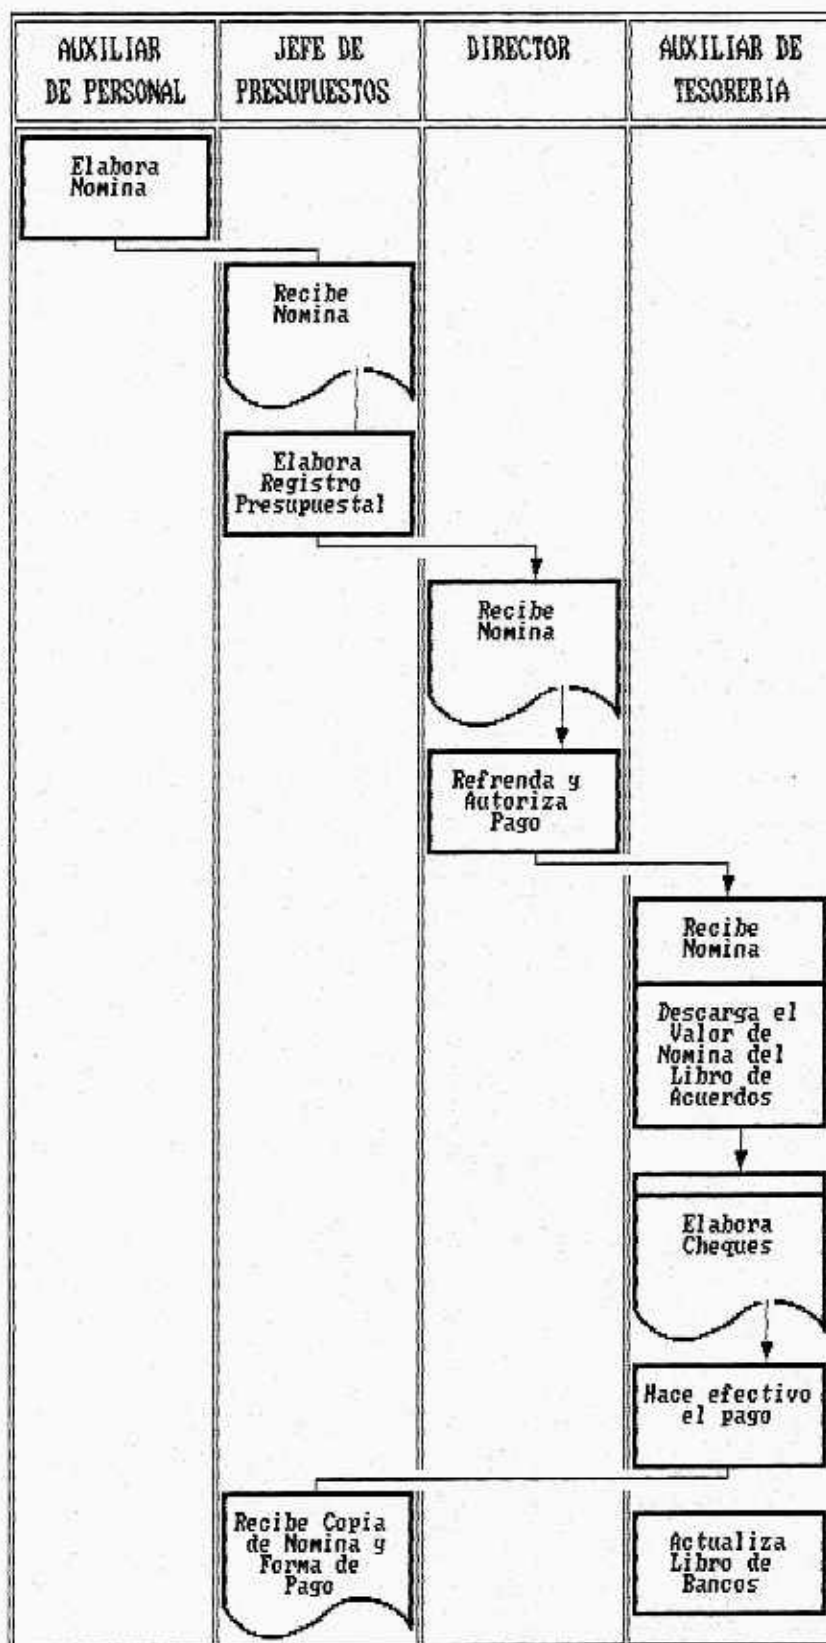 AUXILIAR
DE PERSONAL
JEFE DE
PRESUPUESTOS
DIRECTOR
AUXILIAR DE
TESORERIA
Elabora
Nomina
Recibe
Nomina
Elabora
Registro
Presupuestal
Recibe
Nomina
Refrenda y
Autoriza
Pago
Recibe
Nomina
Descarga el
Valor de
Nomina del
Libro de
Acuerdos
Elabora
Cheques
Hace efectivo
el pago
Recibe Copia
de Nomina y
Forma de
Pago
Actualiza
Libro de
Bancos